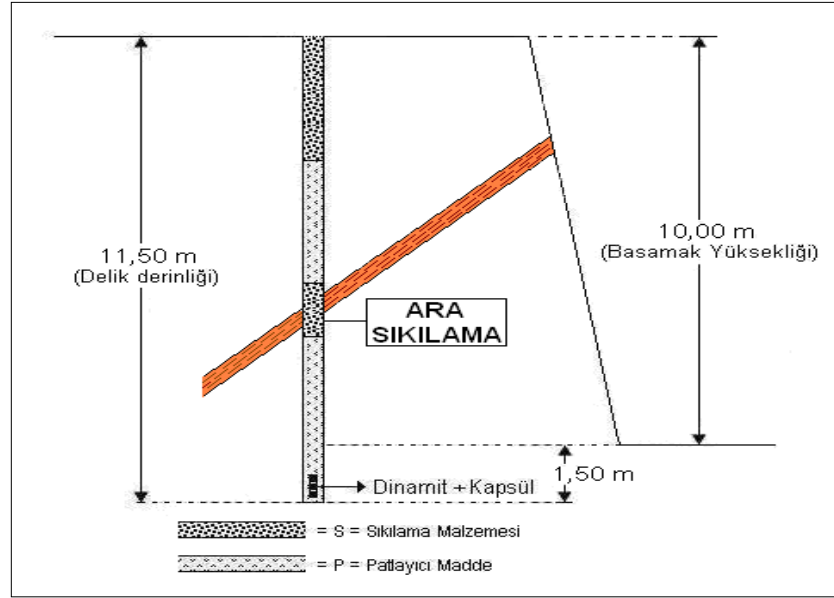 11,50 m
(Delik derinliği)
10,00 m
(Basamak Yüksekliği)
ARA
SIKILAMA
1,50 m
Dinamit + Kapsül
= S = Sıkılama Malzemesi
= P = Patlayıcı Madde